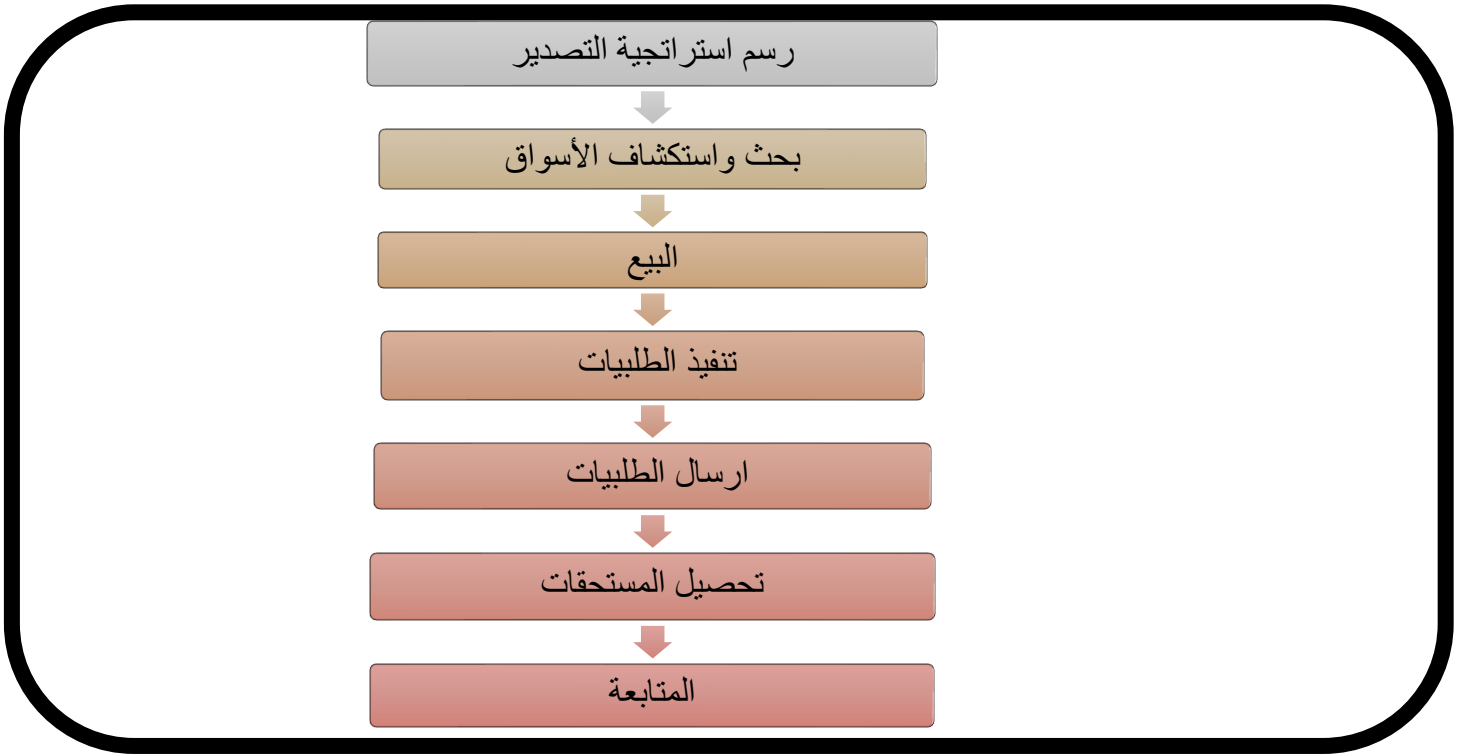 رسم استراتجية التصدير
بحث واستكشاف الأسواق
البيع
تنفيذ الطلبيات
ارسال الطلبيات
تحصيل المستحقات
المتابعة